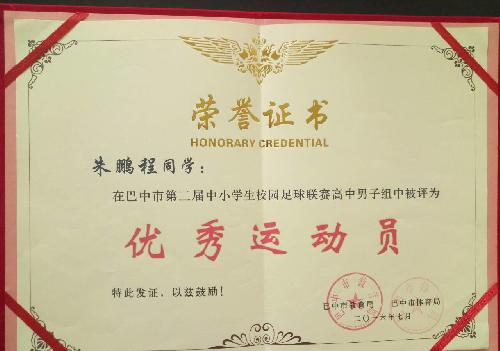 荣誉证书
HONORARY CREDENTIAL
朱鹏程同学：
在巴中市第二届中小学生校园足球联赛高中男子组中被评为
优秀运动员
特此发证，以兹鼓励！
巴中市教育局 巴中市体育局
二〇一六年七月